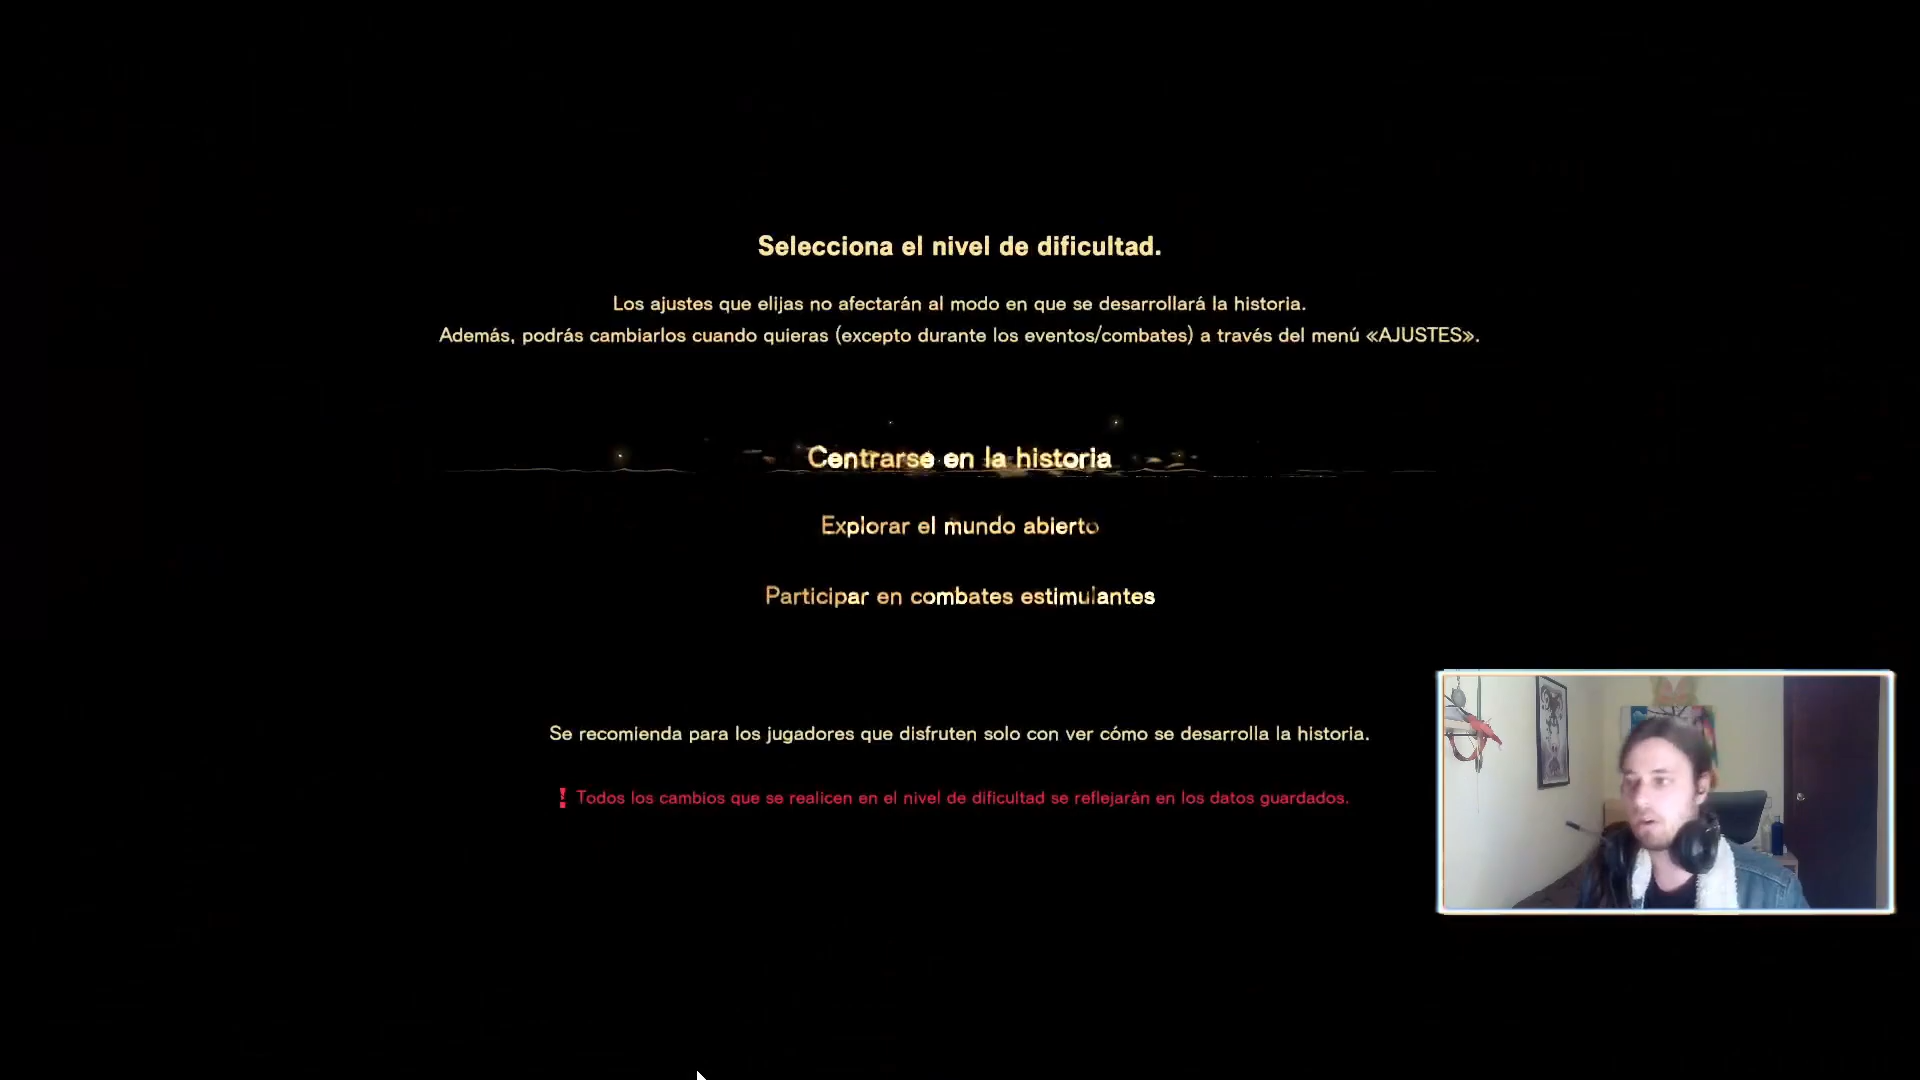 Selecciona el nivel de dificultad.
Los ajustes que elijas no afectarán al modo en que se desarrollará la historia.
Además, podrás cambiarlos cuando quieras (excepto durante los eventos/combates) a través del menú «AJUSTES».
Centrarse en la historia
Explorar el mundo abierto
Participar en combates estimulantes
Se recomienda para los jugadores que disfruten solo con ver cómo se desarrolla la historia.
! Todos los cambios que se realicen en el nivel de dificultad se reflejarán en los datos guardados.